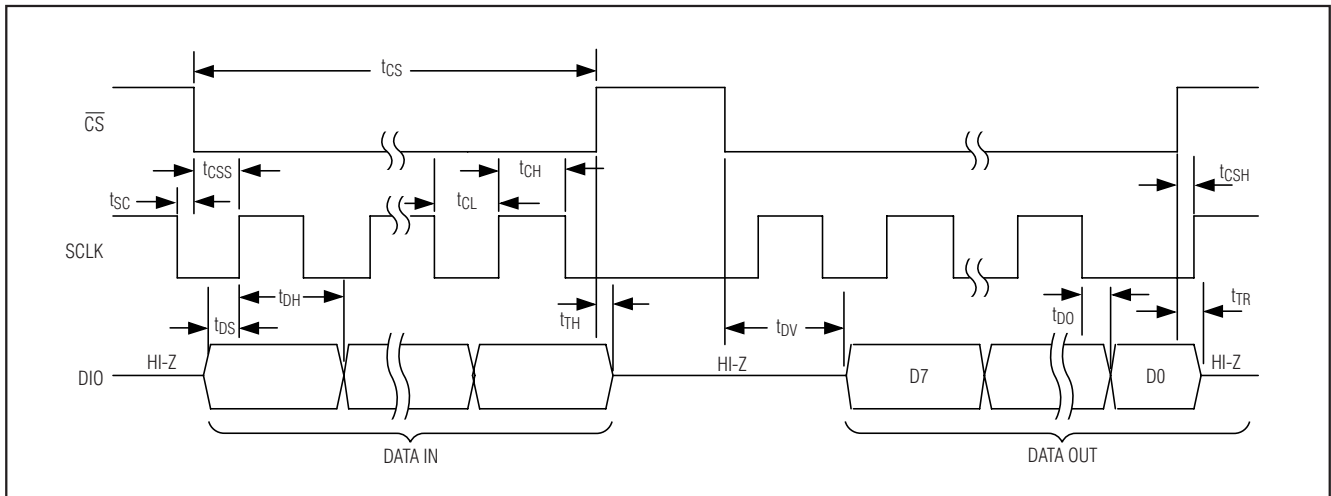 tCS
CS
tCSS
tCH
tCSH
tSC
tCL
SCLK
tDH
tTR
tDS
tTH
tDV
tDO
HI-Z
HI-Z
HI-Z
DIO
D7
D0
DATA IN
DATA OUT